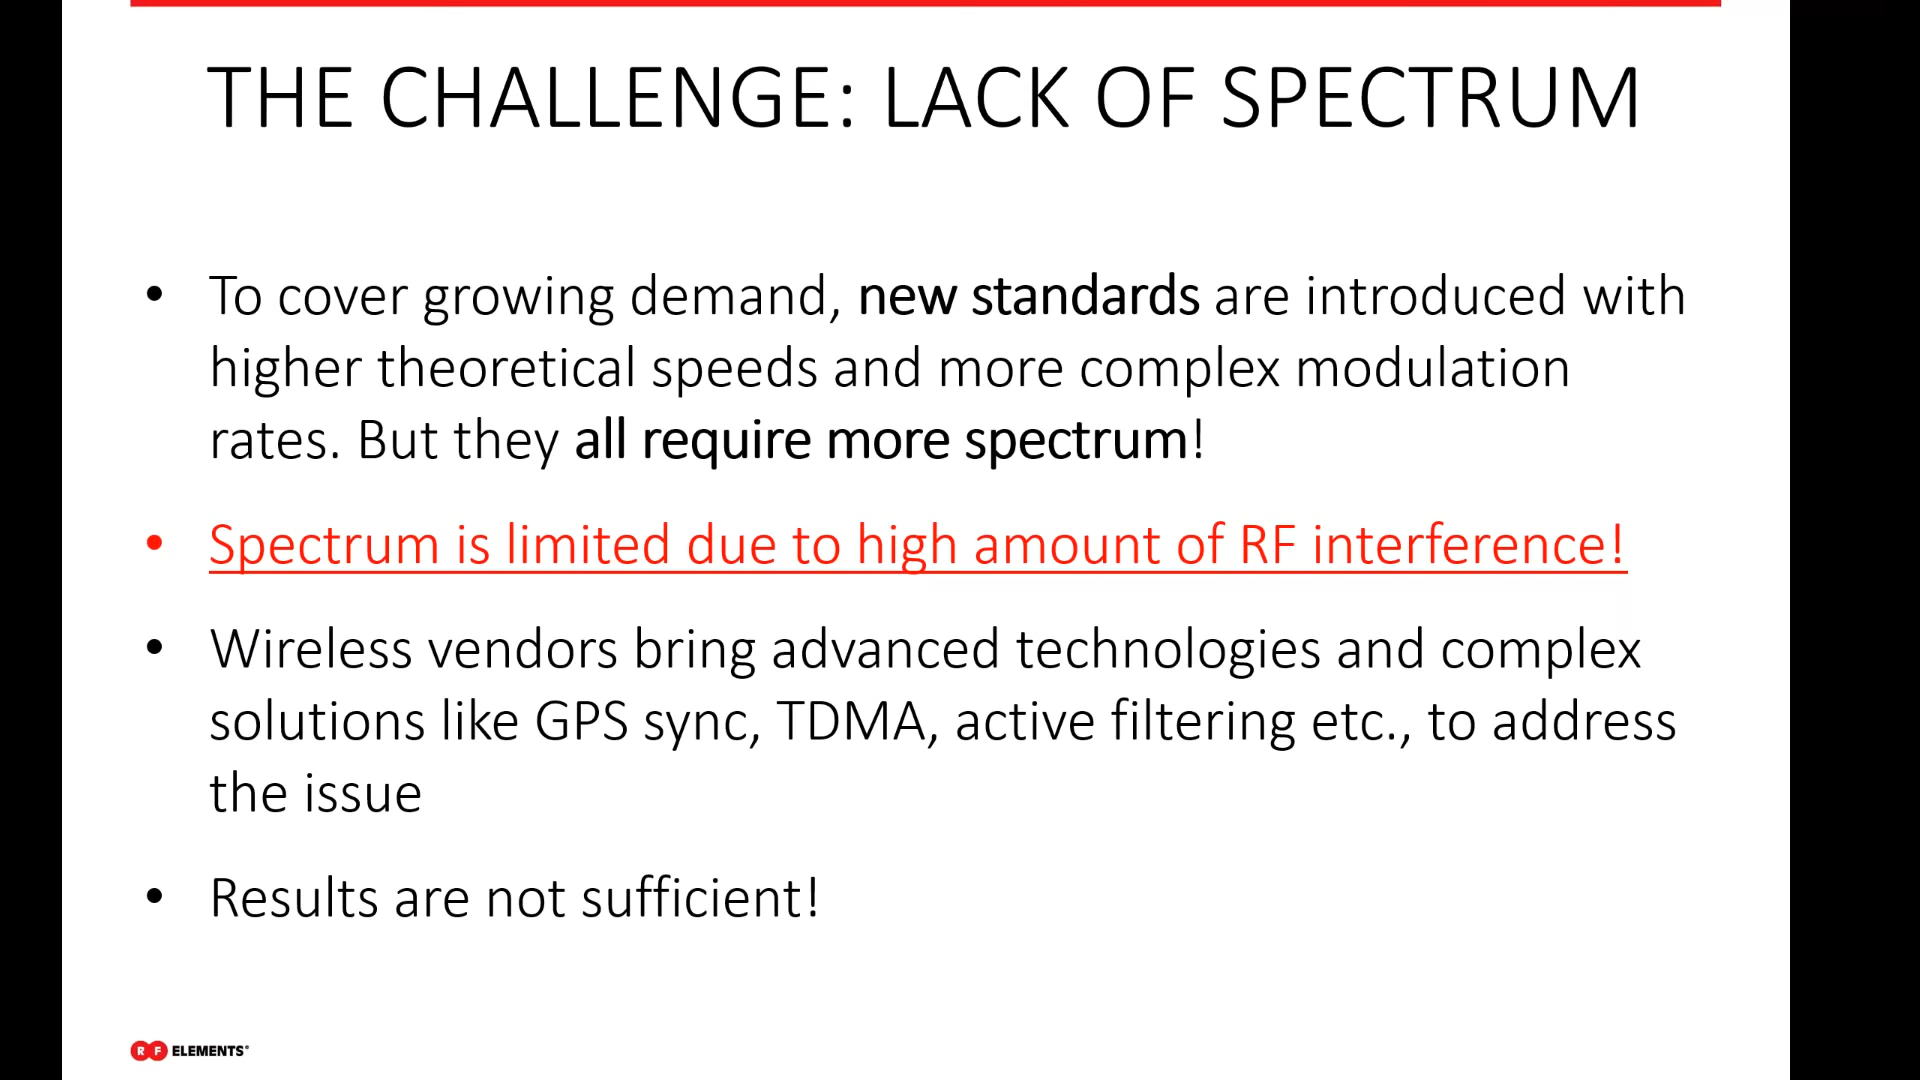 THE CHALLENGE: LACK OF SPECTRUM
• To cover growing demand, new standards are introduced with
higher theoretical speeds and more complex modulation
rates. But they all require more spectrum!
• Spectrum is limited due to high amount of RF interference!
• Wireless vendors bring advanced technologies and complex
solutions like GPS sync, TDMA, active filtering etc., to address
the issue
• Results are not sufficient!
RF ELEMENTS®